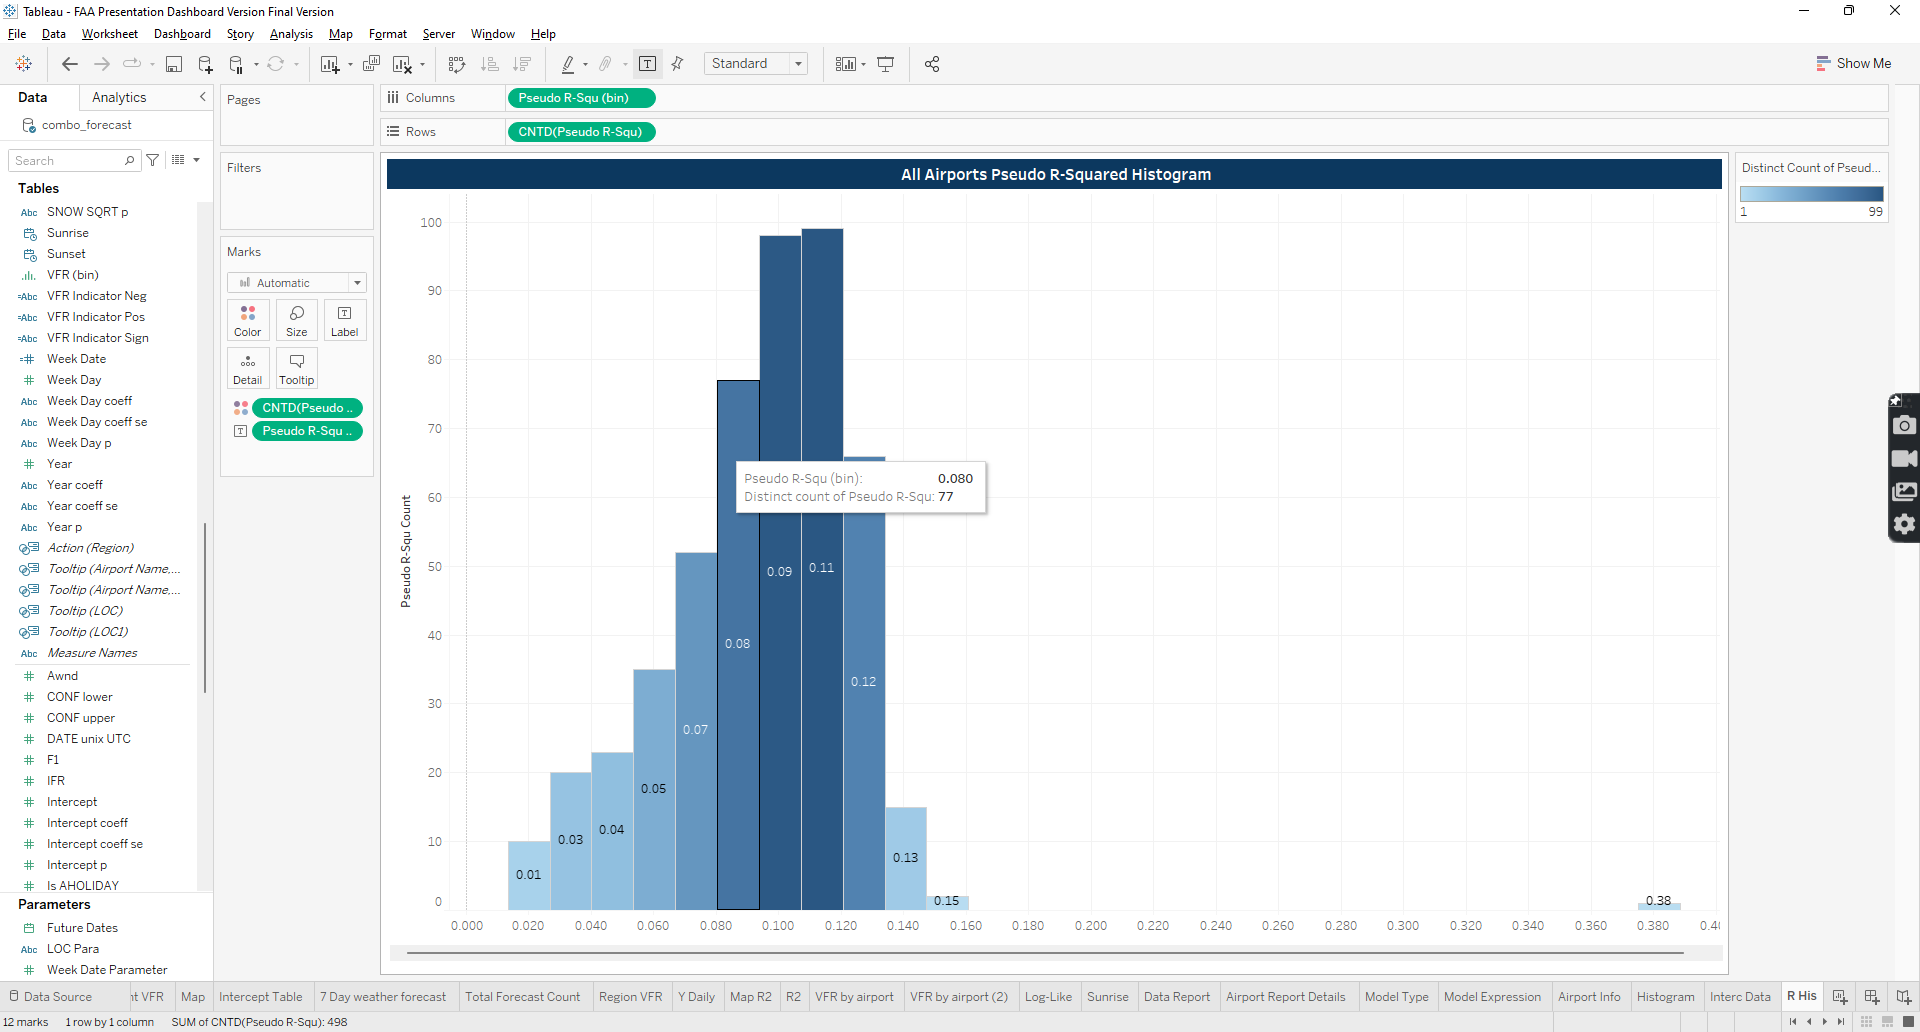 Tableau - FAA Presentation Dashboard Version Final Version
File Data Worksheet Dashboard Story Analysis Map Format Server Window Help
Standard
Show Me
Data Analytics
combo_forecast
Search
Tables
SNOW SQRT p
Sunrise
Sunset
VFR (bin)
VFR Indicator Neg
VFR Indicator Pos
VFR Indicator Sign
Week Date
Week Day
Week Day coeff
Week Day coeff se
Week Day p
Year
Year coeff
Year coeff se
Year p
Action (Region)
Tooltip (Airport Name,...
Tooltip (Airport Name,...
Tooltip (LOC)
Tooltip (LOC1)
Measure Names
Awnd
CONF lower
CONF upper
DATE unix UTC
F1
IFR
Intercept
Intercept coeff
Intercept coeff se
Intercept p
Is AHOLIDAY
Parameters
Future Dates
LOC Para
Week Date Parameter
Pages
Filters
Marks
Automatic
Color Size Label
Detail Tooltip
CNTD(Pseudo ..
Pseudo R-Squ ..
Columns Pseudo R-Squ (bin)
Rows CNTD(Pseudo R-Squ)
All Airports Pseudo R-Squared Histogram
Pseudo R-Squ Count
100
90
80
70
60
50
40
30
20
10
0
0.01 0.03 0.04 0.05 0.07 0.08 0.09 0.11 0.12 0.13 0.15 0.38
Pseudo R-Squ (bin): 0.080
Distinct count of Pseudo R-Squ: 77
0.000 0.020 0.040 0.060 0.080 0.100 0.120 0.140 0.160 0.180 0.200 0.220 0.240 0.260 0.280 0.300 0.320 0.340 0.360 0.380 0.4
Distinct Count of Pseud...
1 99
Data Source nt VFR Map Intercept Table 7 Day weather forecast Total Forecast Count Region VFR Y Daily Map R2 R2 VFR by airport VFR by airport (2) Log-Like Sunrise Data Report Airport Report Details Model Type Model Expression Airport Info Histogram Interc Data R His
12 marks 1 row by 1 column SUM of CNTD(Pseudo R-Squ): 498